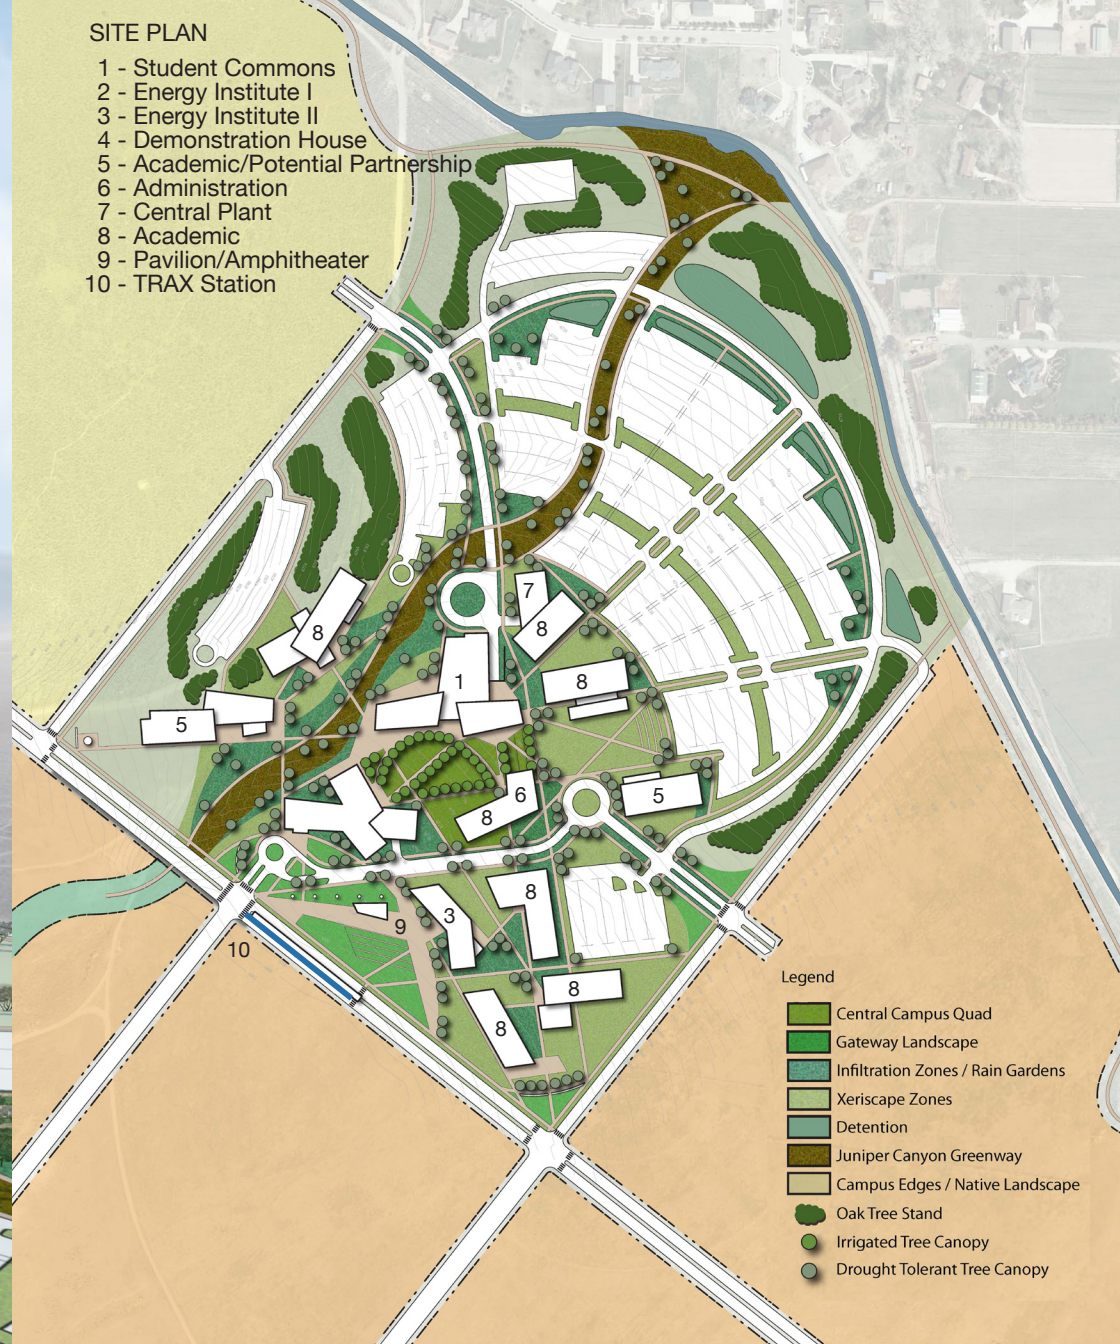 SITE PLAN
1 - Student Commons
2 - Energy Institute I
3 - Energy Institute II
4 - Demonstration House
5 - Academic/Potential Partnership
6 - Administration
7 - Central Plant
8 - Academic
9 - Pavilion/Amphitheater
10 - TRAX Station
7
8
8
1
8
5
6
5
8
8
3
9
10
8
8
Legend
Central Campus Quad
Gateway Landscape
Infiltration Zones / Rain Gardens
Xeriscape Zones
Detention
Juniper Canyon Greenway
Campus Edges / Native Landscape
Oak Tree Stand
Irrigated Tree Canopy
Drought Tolerant Tree Canopy